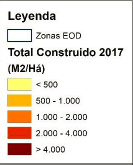 Leyenda
Zonas EOD
Total Construido 2017
(M2/Há)
< 500
500 - 1.000
1.000 - 2.000
2.000 - 4.000
> 4.000